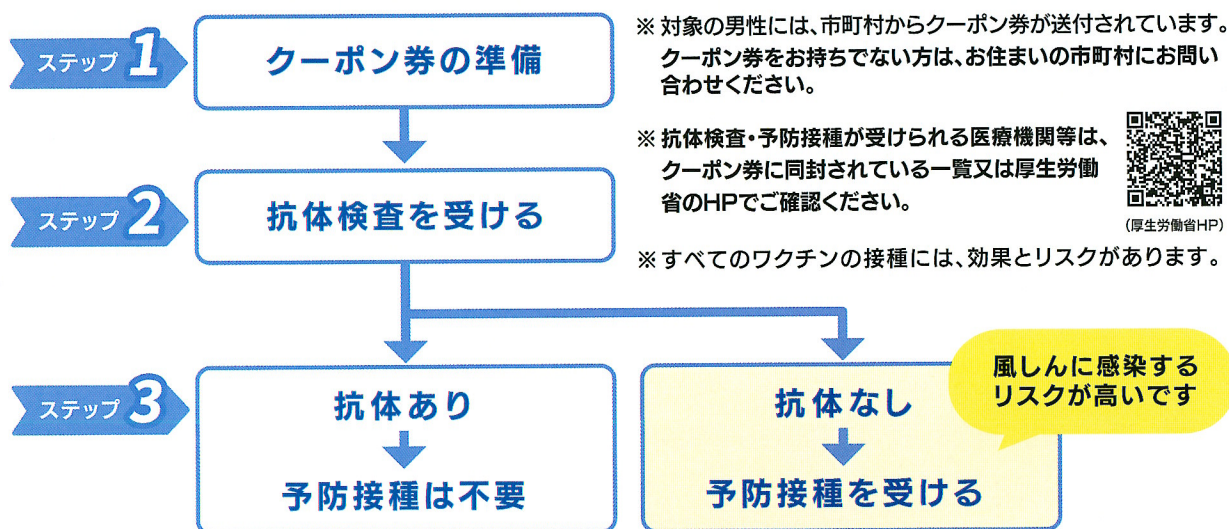 ステップ 1
クーポン券の準備
※対象の男性には、市町村からクーポン券が送付されています。
クーポン券をお持ちでない方は、お住まいの市町村にお問い
合わせください。
※抗体検査・予防接種が受けられる医療機関等は、
クーポン券に同封されている一覧又は厚生労働
省のHPでご確認ください。
(厚生労働省HP)
※すべてのワクチンの接種には、効果とリスクがあります。
ステップ 2
抗体検査を受ける
ステップ 3
抗体あり
予防接種は不要
抗体なし
予防接種を受ける
風しんに感染する
リスクが高いです